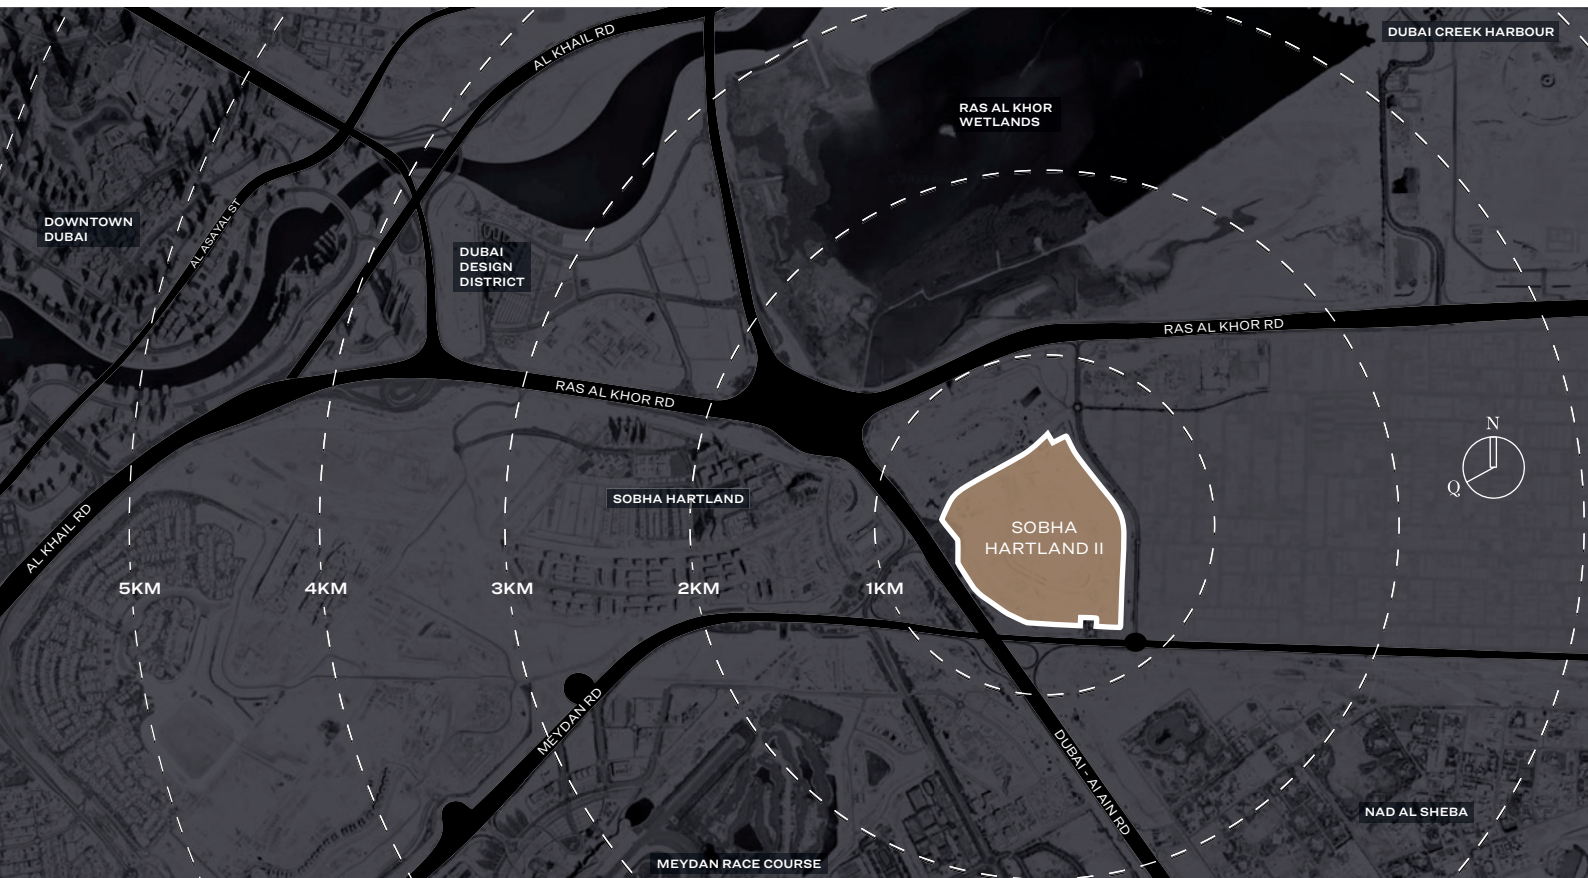 DUBAI CREEK HARBOUR
AL KHAIL RD
RAS AL KHOR
WETLANDS
DOWNTOWN
DUBAI
AL ASAYAL ST
DUBAI
DESIGN
DISTRICT
RAS AL KHOR RD
RAS AL KHOR RD
N
Q
SOBHA HARTLAND
SOBHA
HARTLAND II
AL KHAIL RD
5KM
4KM
3KM
2KM
1KM
MEYDAN RD
DUBAI - Al AIN RD
NAD AL SHEBA
MEYDAN RACE COURSE